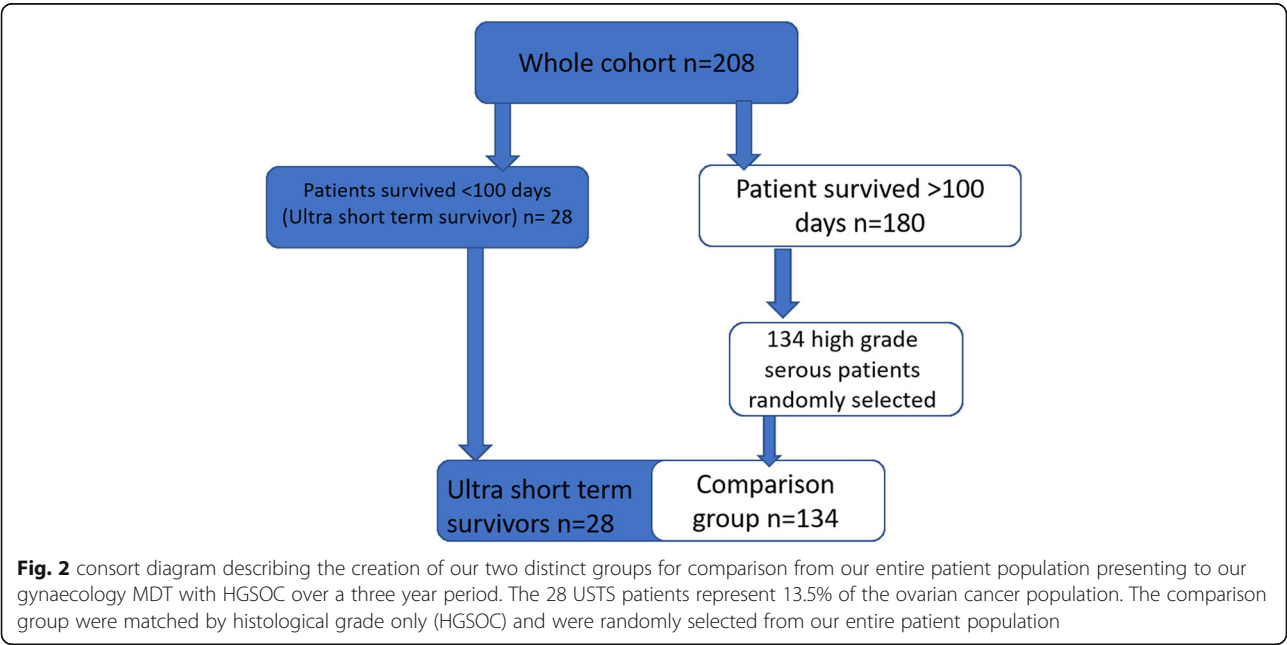 Whole cohort n=208
Patients survived <100 days
(Ultra short term survivor) n= 28
Patient survived >100
days n=180
134 high grade
serous patients
randomly selected
Ultra short term
survivors n=28
Comparison
group n=134
Fig. 2 consort diagram describing the creation of our two distinct groups for comparison from our entire patient population presenting to our
gynaecology MDT with HGSOC over a three year period. The 28 USTS patients represent 13.5% of the ovarian cancer population. The comparison
group were matched by histological grade only (HGSOC) and were randomly selected from our entire patient population